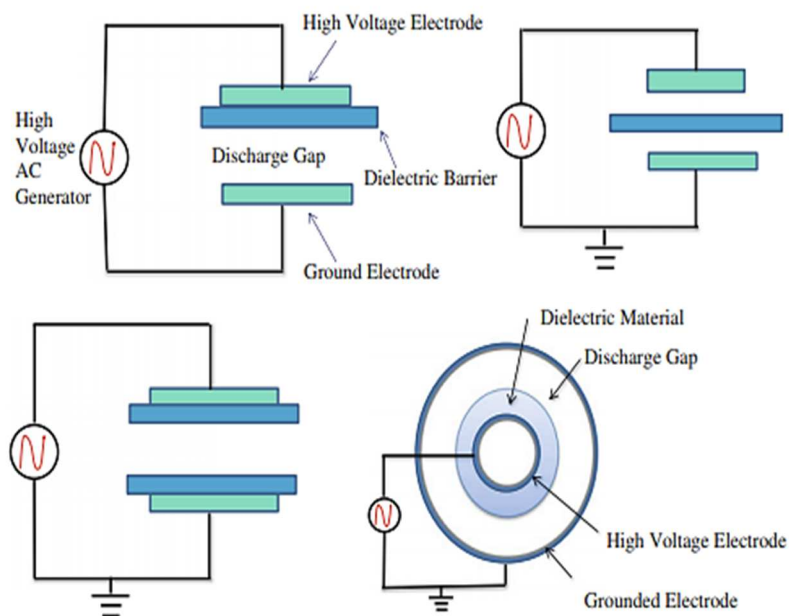 High Voltage Electrode
High
Voltage
AC
Generator
Discharge Gap
Dielectric Barrier
Ground Electrode
Dielectric Material
Discharge Gap
High Voltage Electrode
Grounded Electrode